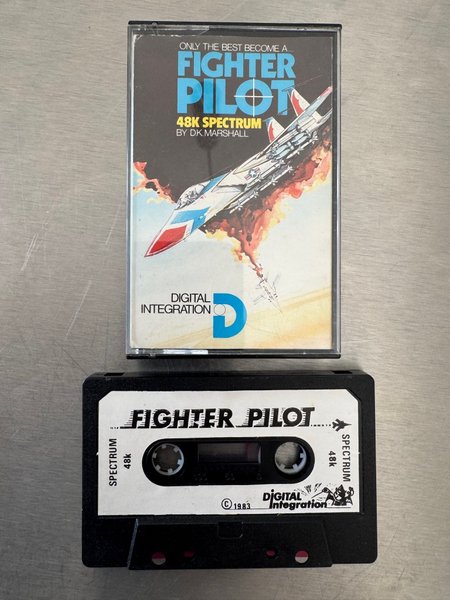 ONLY THE BEST BECOME A
FIGHTER
PILOT
48K SPECTRUM
BY D.K. MARSHALL
DIGITAL
INTEGRATION
D
FIGHTER PILOT
SPECTRUM
48k
SPECTRUM
48k
© 1983
DIGITAL
Integration